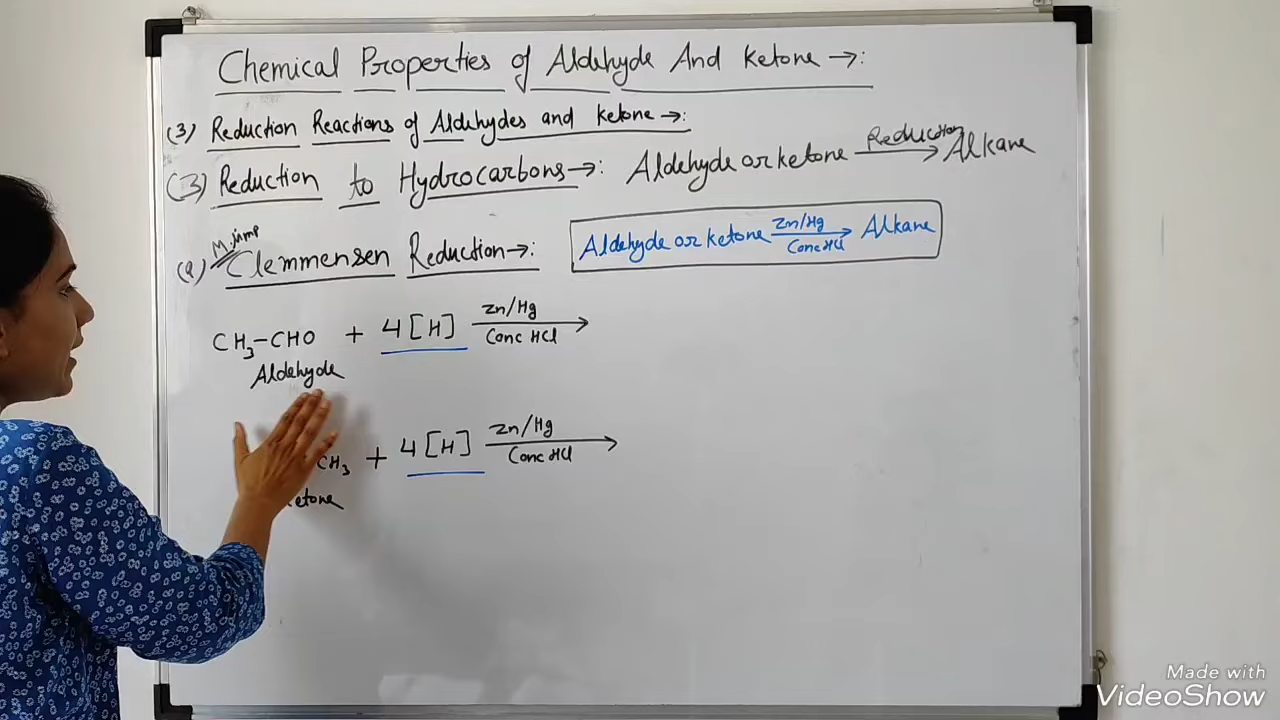 Chemical Properties of Aldehyde And Ketone →:
(3) Reduction Reactions of Aldehydes and Ketone →:
(3) Reduction to Hydrocarbons →: Aldehyde or ketone —Reduction→ Alkane
(a) M. imp Clemmensen Reduction →:
Aldehyde or ketone —Zn/Hg / Conc HCl→ Alkane
CH₃-CHO + 4[H] —Zn/Hg / Conc HCl→
Aldehyde
CH₃ + 4[H] —Zn/Hg / Conc HCl→
etone
Made with
VideoShow